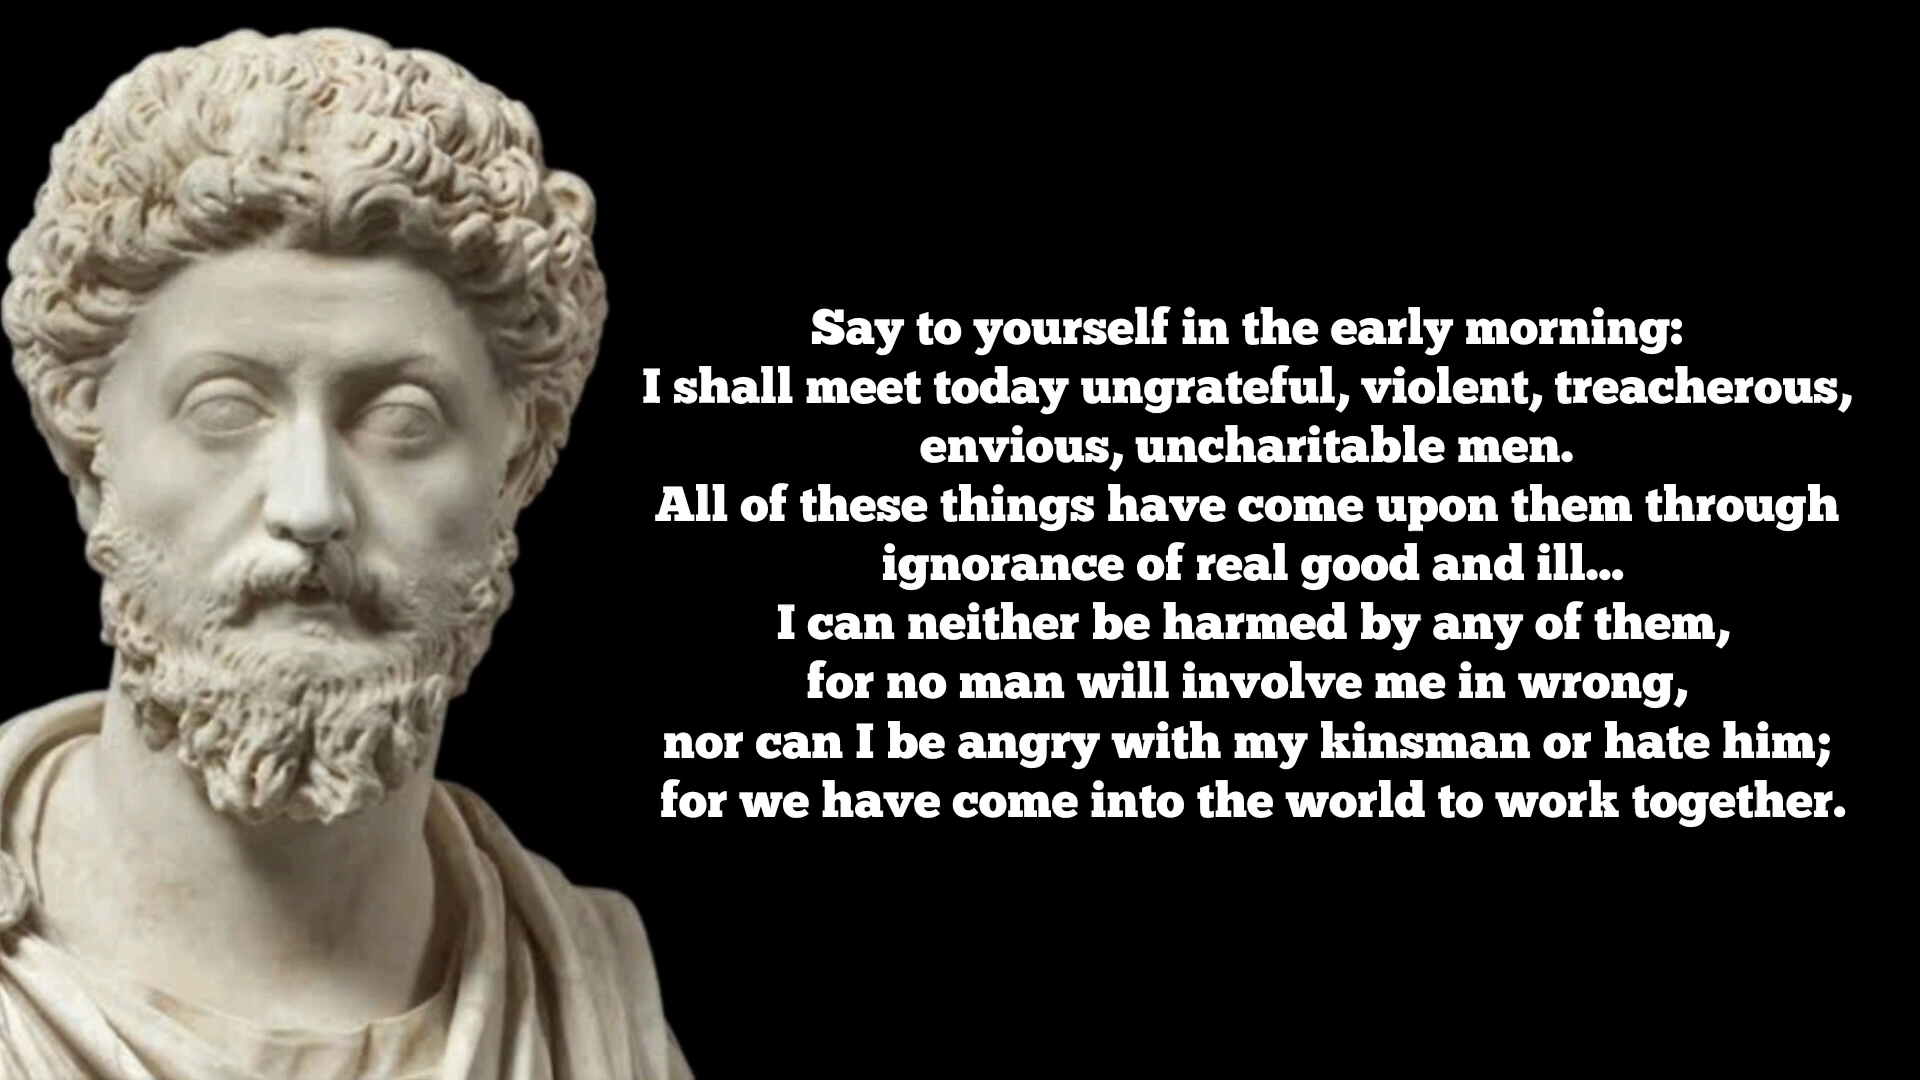 Say to yourself in the early morning:
I shall meet today ungrateful, violent, treacherous,
envious, uncharitable men.
All of these things have come upon them through
ignorance of real good and ill...
I can neither be harmed by any of them,
for no man will involve me in wrong,
nor can I be angry with my kinsman or hate him;
for we have come into the world to work together.